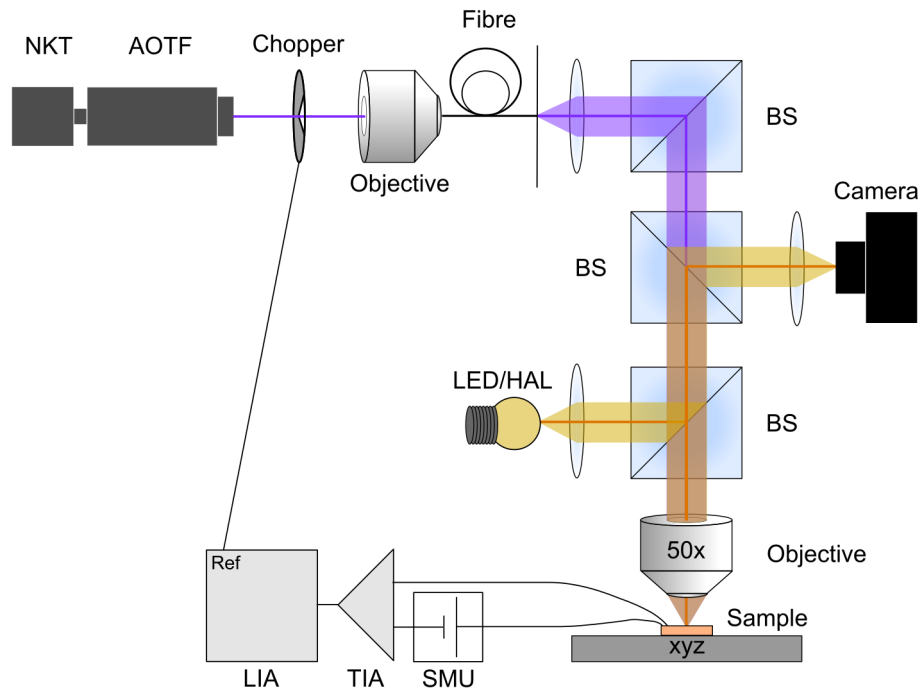 NKT
AOTF
Chopper
Fibre
Objective
BS
Camera
BS
LED/HAL
BS
50x
Objective
Ref
Sample
xyz
LIA
TIA
SMU